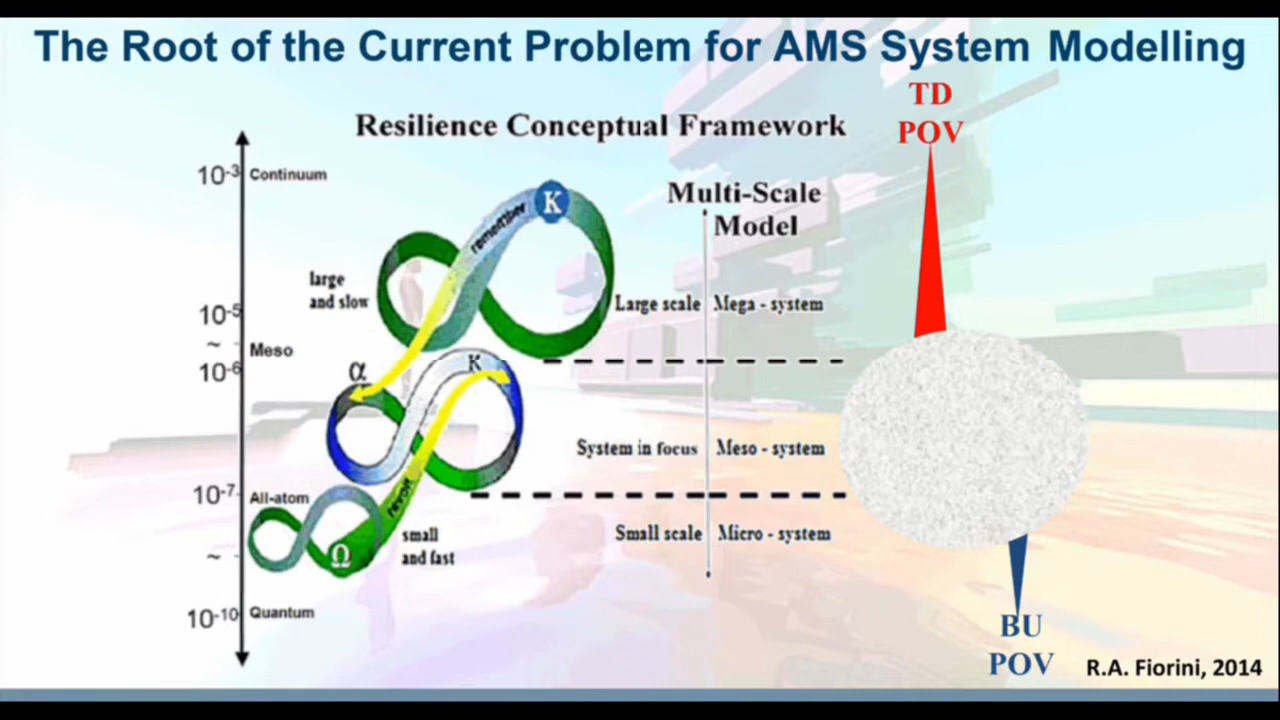 The Root of the Current Problem for AMS System Modelling
TD
POV
Resilience Conceptual Framework
10-3 Continuum
K
remember
Multi-Scale
Model
large
and slow
Large scale Mega - system
10-5
~
Meso
10-6
α
K
System in focus Meso - system
10-7
All-atom
revolt
small
and fast
Small scale Micro - system
Ω
~
10-10 Quantum
BU
POV
R.A. Fiorini, 2014